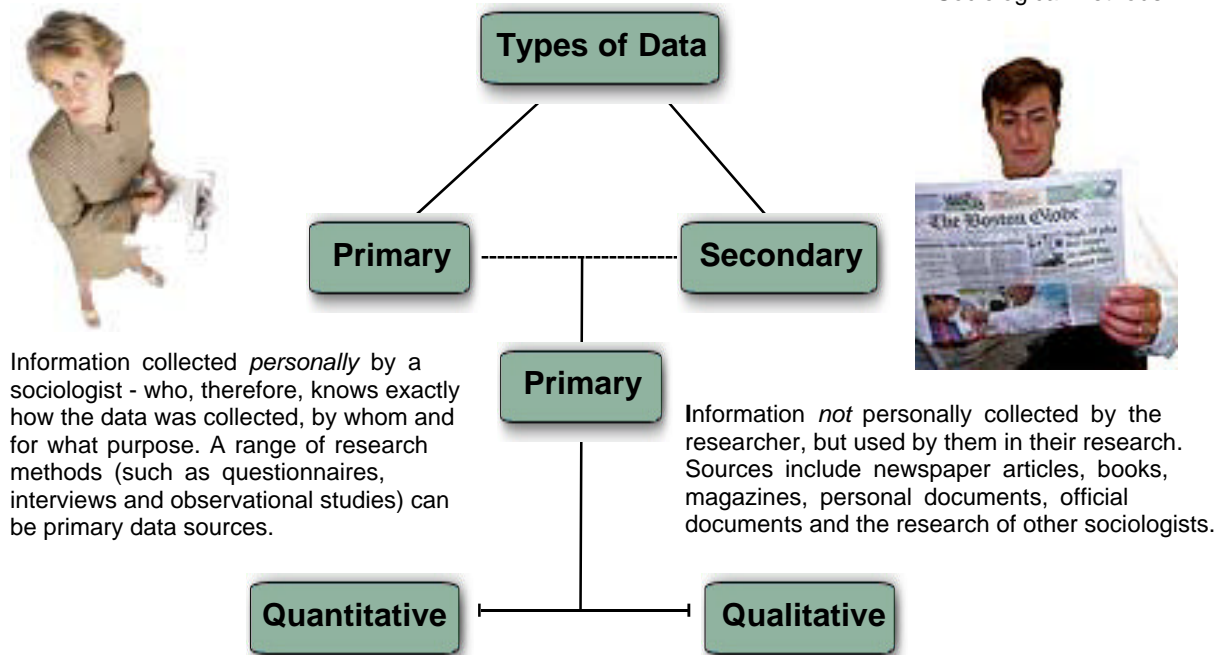 Types of Data
The Boston Globe
Primary
Secondary
Primary
Information collected personally by a
sociologist - who, therefore, knows exactly
how the data was collected, by whom and
for what purpose. A range of research
methods (such as questionnaires,
interviews and observational studies) can
be primary data sources.
Information not personally collected by the
researcher, but used by them in their research.
Sources include newspaper articles, books,
magazines, personal documents, official
documents and the research of other sociologists.
Quantitative
Qualitative